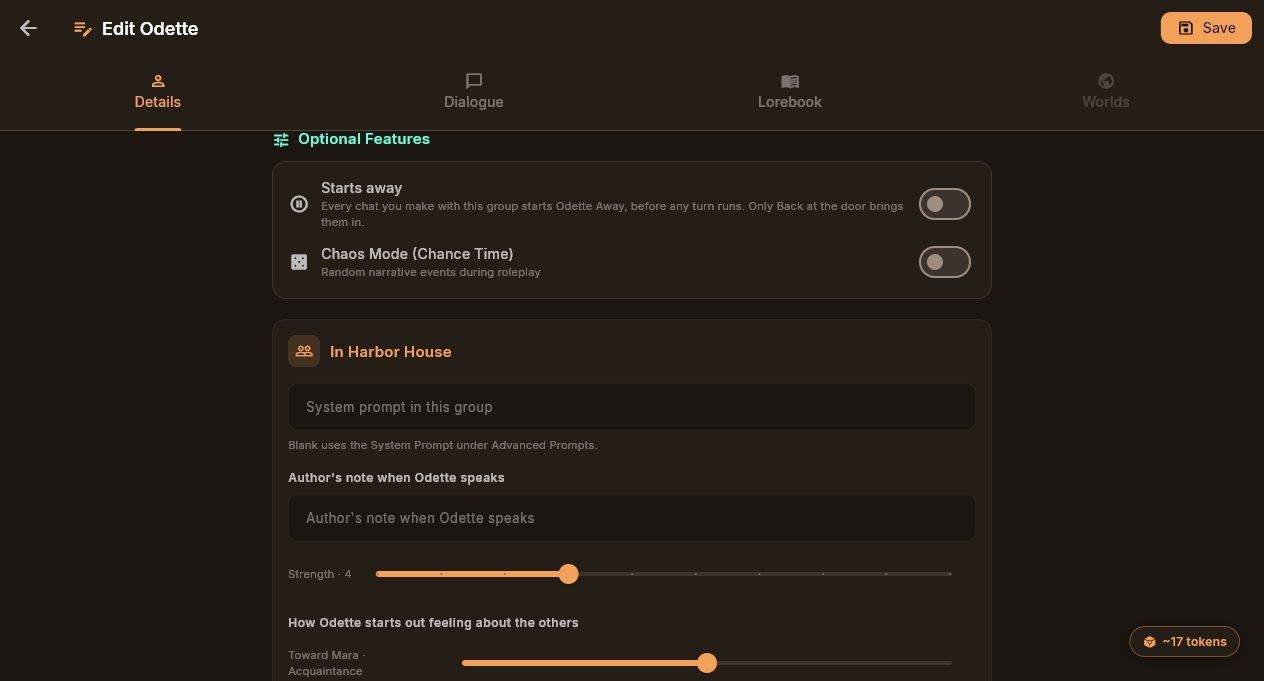 Edit Odette
Save
Details
Dialogue
Lorebook
Worlds
Optional Features
Starts away
Every chat you make with this group starts Odette Away, before any turn runs. Only Back at the door brings
them in.
Chaos Mode (Chance Time)
Random narrative events during roleplay
In Harbor House
System prompt in this group
Blank uses the System Prompt under Advanced Prompts.
Author's note when Odette speaks
Author's note when Odette speaks
Strength · 4
How Odette starts out feeling about the others
Toward Mara ·
Acquaintance
~17 tokens